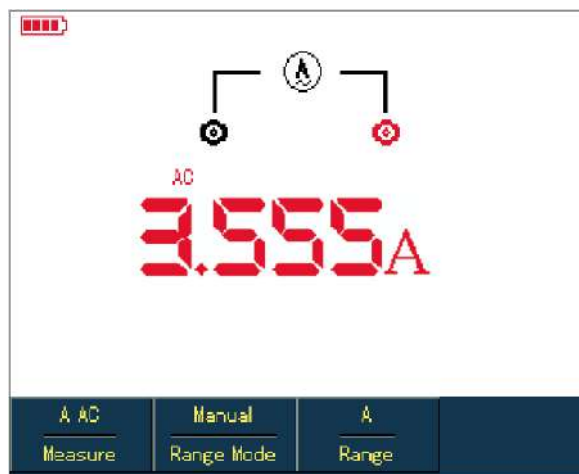 A
AC
3.555A
A AC Manual A
Measure Range Mode Range